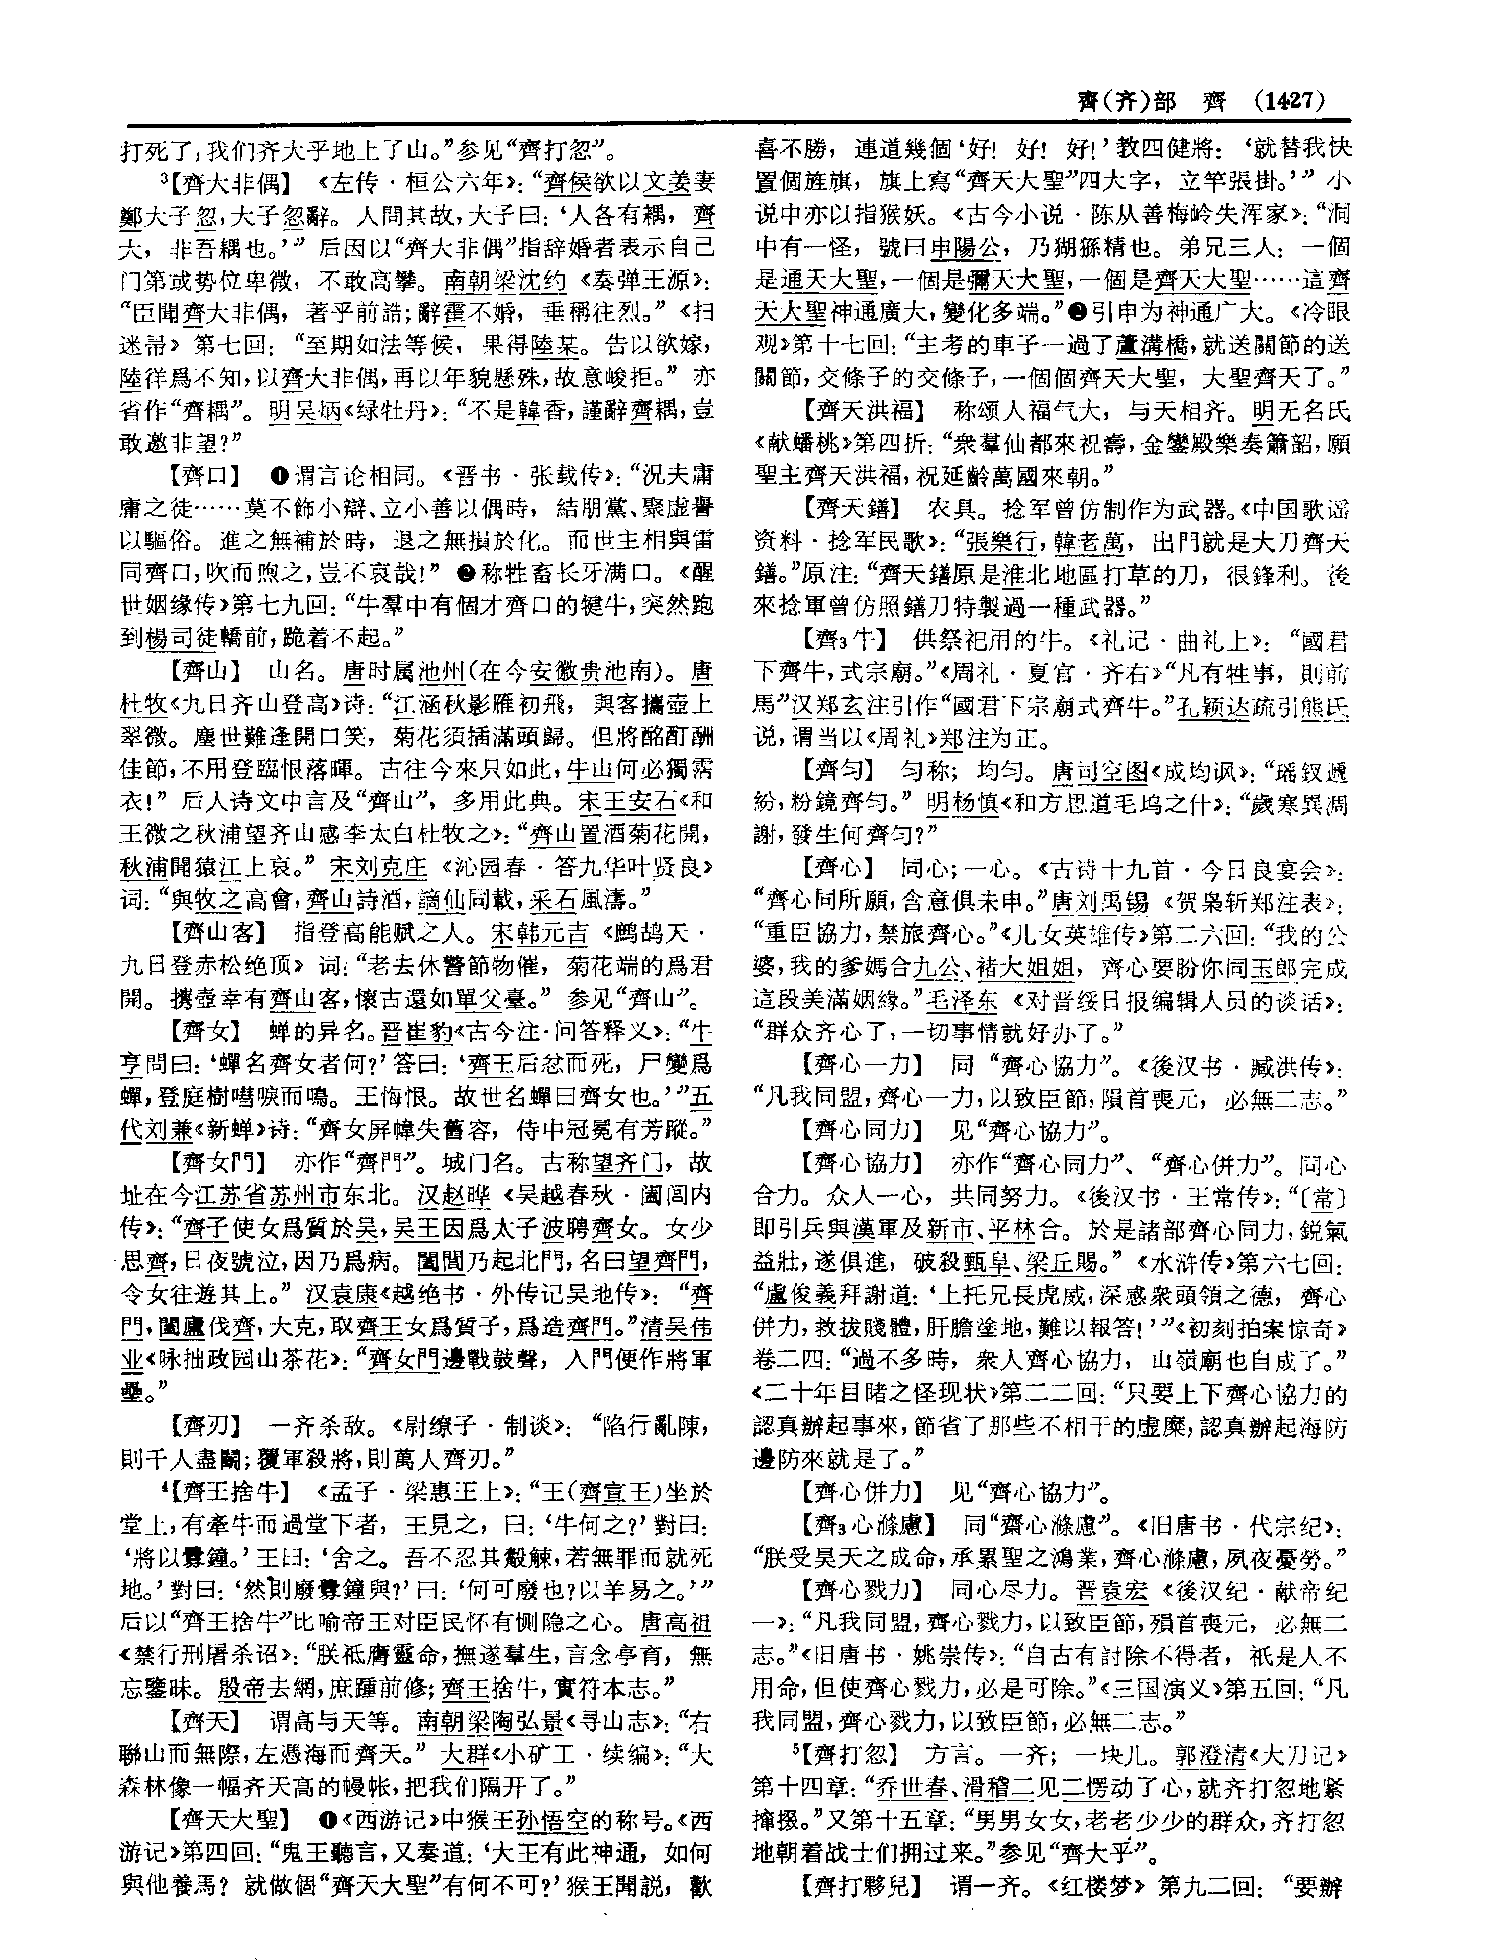 齊(齐)部　齊　(1427)
打死了，我们齐大乎地上了山。”参见“齊打忽”。
³【齊大非偶】　《左传·桓公六年》：“齊侯欲以文姜妻
鄭大子忽，大子忽辭。人問其故，大子曰：‘人各有耦，齊
大，非吾耦也。’”后因以“齊大非偶”指辞婚者表示自己
门第或势位卑微，不敢高攀。南朝梁沈约《奏弹王源》：
“臣聞齊大非偶，著乎前誥；辭霍不婚，垂稱往烈。”《扫
迷帚》第七回：“至期如法等候，果得陸某。告以欲嫁，
陸佯爲不知，以齊大非偶，再以年貌懸殊，故意峻拒。”亦
省作“齊耦”。明吴炳《绿牡丹》：“不是韓香，謹辭齊耦，豈
敢邀非望？”
【齊口】　❶谓言论相同。《晋书·张载传》：“況夫庸
庸之徒……莫不飾小辯、立小善以偶時，結朋黨、聚虚譽
以驅俗。進之無補於時，退之無損於化。而世主相與雷
同齊口，吹而煦之，豈不哀哉！”❷称牲畜长牙满口。《醒
世姻缘传》第七九回：“牛羣中有個才齊口的犍牛，突然跑
到楊司徒轎前，跪着不起。”
【齊山】　山名。唐时属池州(在今安徽贵池南)。唐
杜牧《九日齐山登高》诗：“江涵秋影雁初飛，與客攜壺上
翠微。塵世難逢開口笑，菊花須插滿頭歸。但將酩酊酬
佳節，不用登臨恨落暉。古往今來只如此，牛山何必獨霑
衣！”后人诗文中言及“齊山”，多用此典。宋王安石《和
王微之秋浦望齐山感李太白杜牧之》：“齊山置酒菊花開，
秋浦聞猿江上哀。”宋刘克庄《沁园春·答九华叶贤良》
词：“與牧之高會，齊山詩酒，謫仙同載，采石風濤。”
【齊山客】　指登高能赋之人。宋韩元吉《鹧鸪天·
九日登赤松绝顶》词：“老去休驚節物催，菊花端的爲君
開。攜壺幸有齊山客，懷古還如單父臺。”参见“齊山”。
【齊女】　蝉的异名。晋崔豹《古今注·问答释义》：“牛
亨問曰：‘蟬名齊女者何？’答曰：‘齊王后忿而死，尸變爲
蟬，登庭樹嘒唳而鳴。王悔恨。故世名蟬曰齊女也。’”五
代刘兼《新蝉》诗：“齊女屏幃失舊容，侍中冠冕有芳蹤。”
【齊女門】　亦作“齊門”。城门名。古称望齐门，故
址在今江苏省苏州市东北。汉赵晔《吴越春秋·阖闾内
传》：“齊子使女爲質於吴，吴王因爲太子波聘齊女。女少
思齊，日夜號泣，因乃爲病。闔閭乃起北門，名曰望齊門，
令女往遊其上。”汉袁康《越绝书·外传记吴地传》：“齊
門，闔廬伐齊，大克，取齊王女爲質子，爲造齊門。”清吴伟
业《咏拙政园山茶花》：“齊女門邊戰鼓聲，入門便作將軍
壘。”
【齊刃】　一齐杀敌。《尉缭子·制谈》：“陷行亂陳，
則千人盡鬭；覆軍殺將，則萬人齊刃。”
⁴【齊王捨牛】　《孟子·梁惠王上》：“王(齊宣王)坐於
堂上，有牽牛而過堂下者，王見之，曰：‘牛何之？’對曰：
‘將以釁鐘。’王曰：‘舍之。吾不忍其觳觫，若無罪而就死
地。’對曰：‘然則廢釁鐘與？’曰：‘何可廢也？以羊易之。’”
后以“齊王捨牛”比喻帝王对臣民怀有恻隐之心。唐高祖
《禁行刑屠杀诏》：“朕祗膺靈命，撫遂羣生，言念亭育，無
忘鑒昧。殷帝去網，庶踵前修；齊王捨牛，實符本志。”
【齊天】　谓高与天等。南朝梁陶弘景《寻山志》：“右
聯山而無際，左憑海而齊天。”大群《小矿工·续编》：“大
森林像一幅齐天高的幔帐，把我们隔开了。”
【齊天大聖】　❶《西游记》中猴王孙悟空的称号。《西
游记》第四回：“鬼王聽言，又奏道：‘大王有此神通，如何
與他養馬？就做個“齊天大聖”有何不可？’猴王聞説，歡
喜不勝，連道幾個‘好！好！好！’教四健將：‘就替我快
置個旌旗，旗上寫“齊天大聖”四大字，立竿張掛。’”小
说中亦以指猴妖。《古今小说·陈从善梅岭失浑家》：“洞
中有一怪，號曰申陽公，乃猢猻精也。弟兄三人：一個
是通天大聖，一個是彌天大聖，一個是齊天大聖……這齊
天大聖神通廣大，變化多端。”❷引申为神通广大。《冷眼
观》第十七回：“主考的車子一過了蘆溝橋，就送關節的送
關節，交條子的交條子，一個個齊天大聖，大聖齊天了。”
【齊天洪福】　称颂人福气大，与天相齐。明无名氏
《献蟠桃》第四折：“衆羣仙都來祝壽，金鑾殿樂奏簫韶，願
聖主齊天洪福，祝延齡萬國來朝。”
【齊天鐥】　农具。捻军曾仿制作为武器。《中国歌谣
资料·捻军民歌》：“張樂行，韓老萬，出門就是大刀齊天
鐥。”原注：“齊天鐥原是淮北地區打草的刀，很鋒利。後
來捻軍曾仿照鐥刀特製過一種武器。”
【齊₃牛】　供祭祀用的牛。《礼记·曲礼上》：“國君
下齊牛，式宗廟。”《周礼·夏官·齐右》“凡有牲事，則前
馬”汉郑玄注引作“國君下宗廟式齊牛。”孔颖达疏引熊氏
说，谓当以《周礼》郑注为正。
【齊匀】　匀称；均匀。唐司空图《成均讽》：“瑶钗遞
紛，粉鏡齊匀。”明杨慎《和方思道毛坞之什》：“歲寒異凋
謝，發生何齊匀？”
【齊心】　同心；一心。《古诗十九首·今日良宴会》：
“齊心同所願，含意俱未申。”唐刘禹锡《贺枭斩郑注表》：
“重臣協力，禁旅齊心。”《儿女英雄传》第二六回：“我的公
婆，我的爹媽合九公、褚大姐姐，齊心要盼你同玉郎完成
這段美滿姻緣。”毛泽东《对晋绥日报编辑人员的谈话》：
“群众齐心了，一切事情就好办了。”
【齊心一力】　同“齊心協力”。《後汉书·臧洪传》：
“凡我同盟，齊心一力，以致臣節，隕首喪元，必無二志。”
【齊心同力】　见“齊心協力”。
【齊心協力】　亦作“齊心同力”、“齊心併力”。同心
合力。众人一心，共同努力。《後汉书·王常传》：“〔常〕
即引兵與漢軍及新市、平林合。於是諸部齊心同力，鋭氣
益壯，遂俱進，破殺甄阜、梁丘賜。”《水浒传》第六七回：
“盧俊義拜謝道：‘上托兄長虎威，深感衆頭領之德，齊心
併力，救拔賤體，肝膽塗地，難以報答！’”《初刻拍案惊奇》
卷二四：“過不多時，衆人齊心協力，山嶺廟也自成了。”
《二十年目睹之怪现状》第二二回：“只要上下齊心協力的
認真辦起事來，節省了那些不相干的虚糜，認真辦起海防
邊防來就是了。”
【齊心併力】　见“齊心協力”。
【齊₃心滌慮】　同“齋心滌慮”。《旧唐书·代宗纪》：
“朕受昊天之成命，承累聖之鴻業，齊心滌慮，夙夜憂勞。”
【齊心戮力】　同心尽力。晋袁宏《後汉纪·献帝纪
一》：“凡我同盟，齊心戮力，以致臣節，殞首喪元，必無二
志。”《旧唐书·姚崇传》：“自古有討除不得者，祇是人不
用命，但使齊心戮力，必是可除。”《三国演义》第五回：“凡
我同盟，齊心戮力，以致臣節，必無二志。”
⁵【齊打忽】　方言。一齐；一块儿。郭澄清《大刀记》
第十四章：“乔世春、滑稽二见二愣动了心，就齐打忽地紧
撺掇。”又第十五章：“男男女女，老老少少的群众，齐打忽
地朝着战士们拥过来。”参见“齊大乎”。
【齊打夥兒】　谓一齐。《红楼梦》第九二回：“要辦